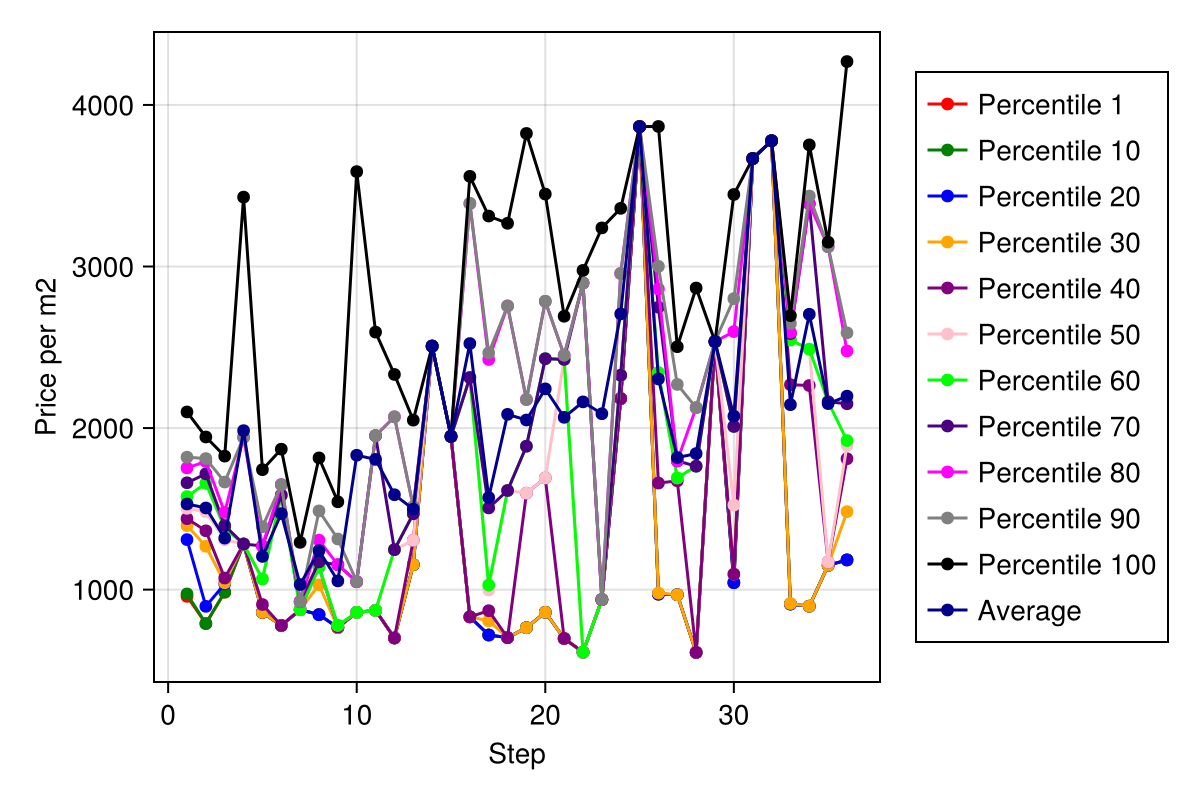 4000
3000
2000
1000
Price per m2
0
10
20
30
Step
Percentile 1
Percentile 10
Percentile 20
Percentile 30
Percentile 40
Percentile 50
Percentile 60
Percentile 70
Percentile 80
Percentile 90
Percentile 100
Average